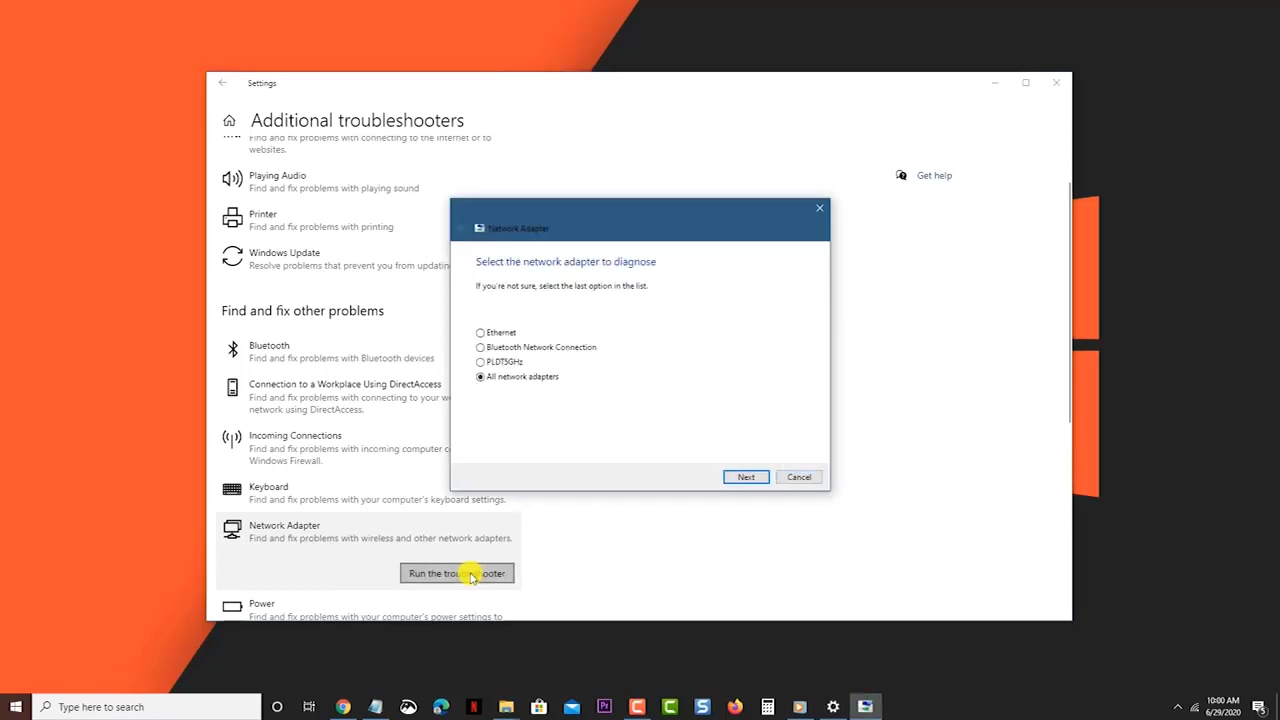 Settings
Additional troubleshooters
Find and fix problems with connecting to the Internet or to
websites.
Playing Audio
Find and fix problems with playing sound
Get help
Printer
Find and fix problems with printing
Windows Update
Resolve problems that prevent you from updatin
Find and fix other problems
Bluetooth
Find and fix problems with Bluetooth devices
Connection to a Workplace Using DirectAccess
Find and fix problems with connecting to your w
network using DirectAccess.
Incoming Connections
Find and fix problems with incoming computer c
Windows Firewall.
Keyboard
Find and fix problems with your computer's keyboard settings.
Network Adapter
Find and fix problems with wireless and other network adapters.
Run the troubleshooter
Power
Find and fix problems with your computer's power settings to
Network Adapter
Select the network adapter to diagnose
If you're not sure, select the last option in the list.
Ethernet
Bluetooth Network Connection
PLDT5GHz
All network adapters
Next
Cancel
Type here to search
Pr
10:00 AM
6/29/2020